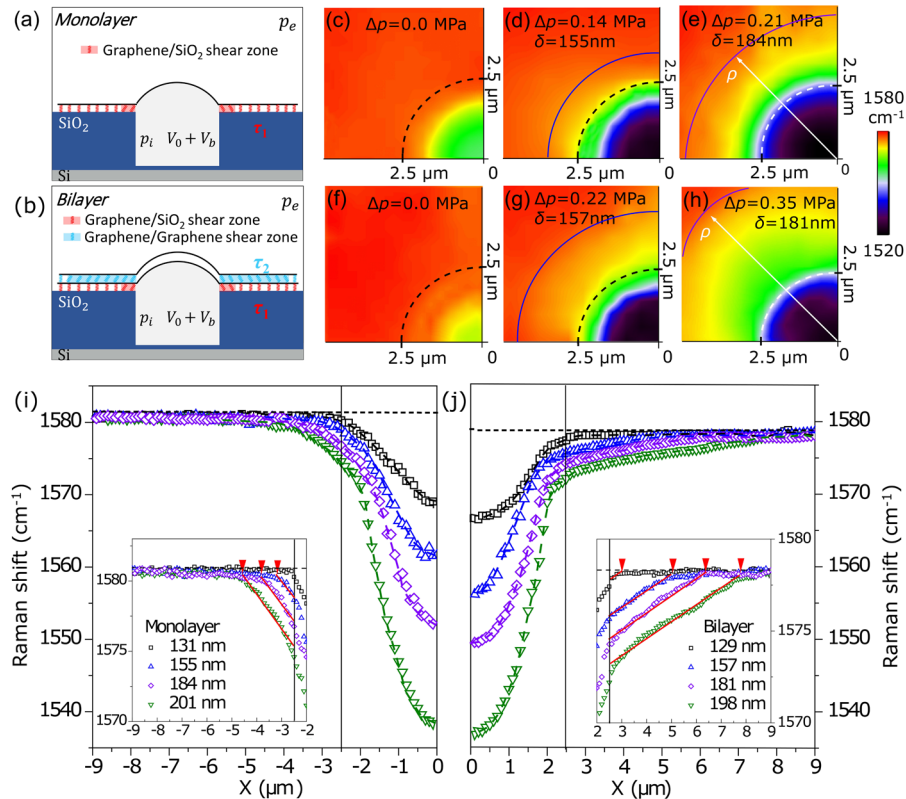 (a)
Monolayer
pₑ
Graphene/SiO₂ shear zone
SiO₂
τ₁
pᵢ V₀ + V_b
Si
(b)
Bilayer
pₑ
Graphene/SiO₂ shear zone
Graphene/Graphene shear zone
τ₂
SiO₂
τ₁
pᵢ V₀ + V_b
Si
(c)
Δp=0.0 MPa
2.5 μm
2.5 μm
0
(d)
Δp=0.14 MPa
δ=155nm
2.5 μm
2.5 μm
0
(e)
Δp=0.21 MPa
δ=184nm
ρ
2.5 μm
2.5 μm
0
1580
cm⁻¹
1520
(f)
Δp=0.0 MPa
2.5 μm
2.5 μm
0
(g)
Δp=0.22 MPa
δ=157nm
2.5 μm
2.5 μm
0
(h)
Δp=0.35 MPa
δ=181nm
ρ
2.5 μm
2.5 μm
0
(i)
Raman shift (cm⁻¹)
1580
1570
1560
1550
1540
-9 -8 -7 -6 -5 -4 -3 -2 -1 -0
X (μm)
1580
1575
1570
-9 -8 -7 -6 -5 -4 -3 -2
Monolayer
131 nm
155 nm
184 nm
201 nm
(j)
Raman shift (cm⁻¹)
1580
1570
1560
1550
1540
0 1 2 3 4 5 6 7 8 9
X (μm)
1580
1575
1570
2 3 4 5 6 7 8 9
Bilayer
129 nm
157 nm
181 nm
198 nm